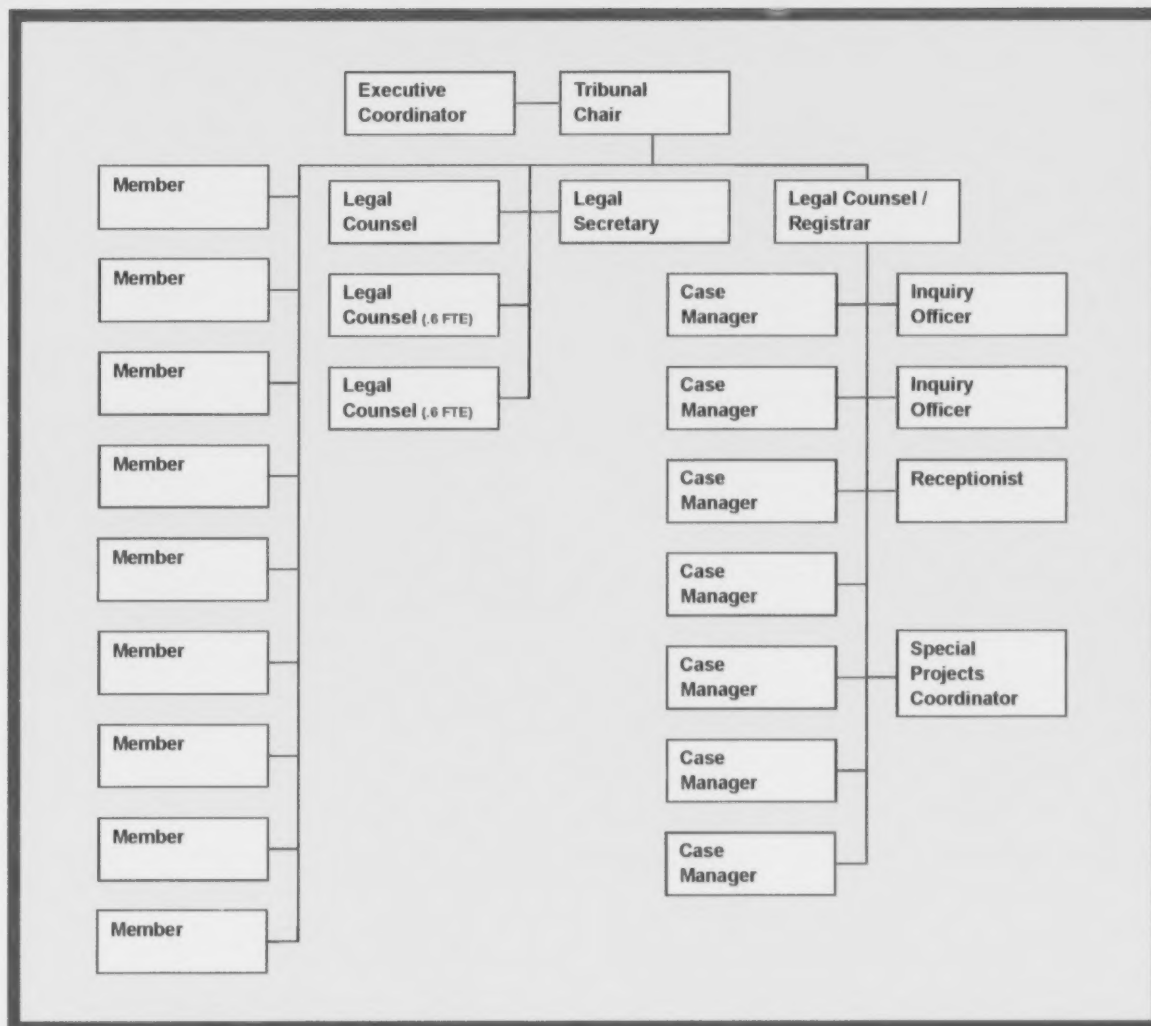 Executive
Coordinator
Tribunal
Chair
Member
Member
Member
Member
Member
Member
Member
Member
Member
Legal
Counsel
Legal
Counsel (.6 FTE)
Legal
Counsel (.6 FTE)
Legal
Secretary
Legal Counsel /
Registrar
Case
Manager
Case
Manager
Case
Manager
Case
Manager
Case
Manager
Case
Manager
Case
Manager
Inquiry
Officer
Inquiry
Officer
Receptionist
Special
Projects
Coordinator